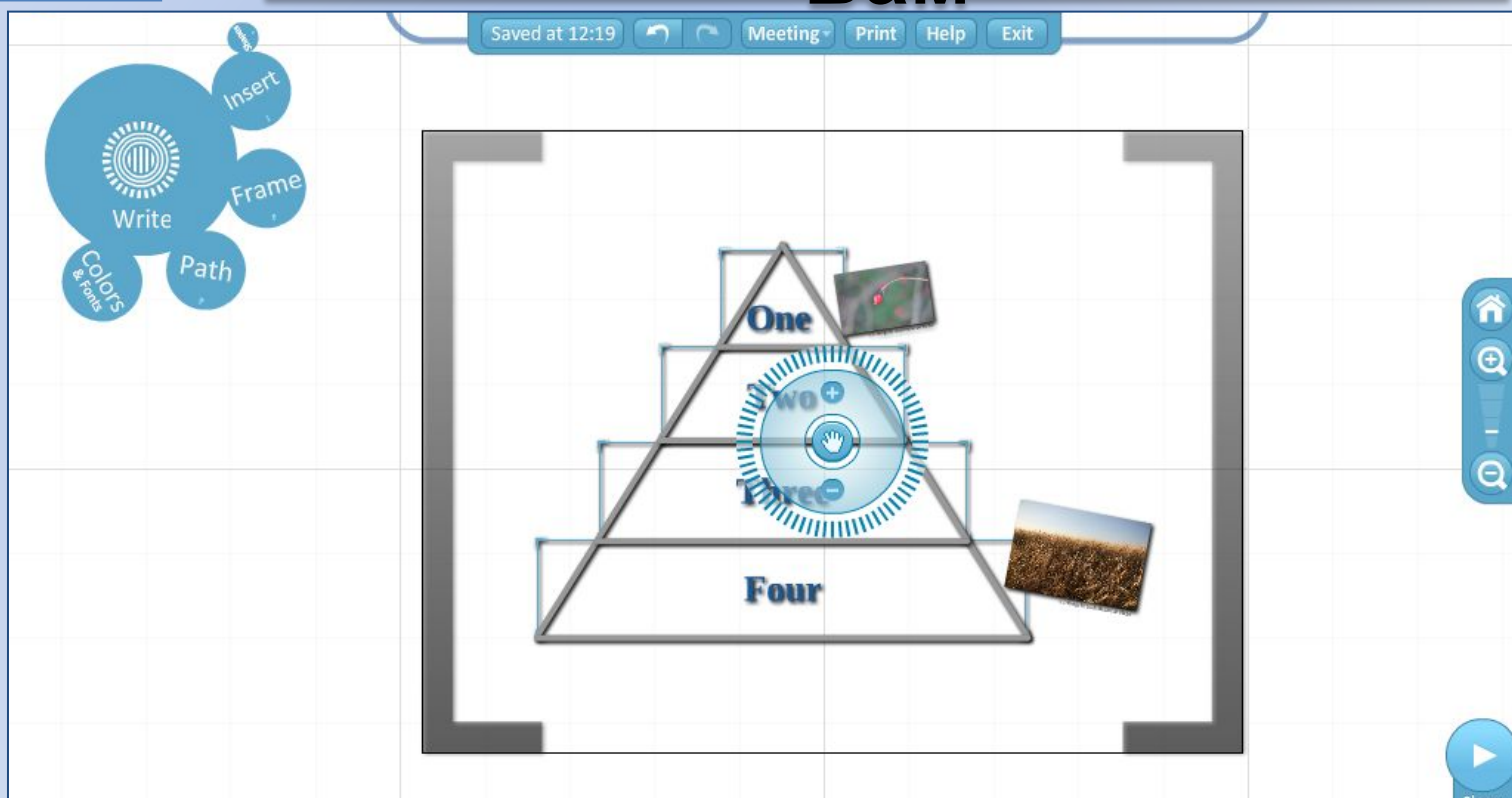 Saved at 12:19 Meeting Print Help Exit
Insert
Frame
Write
Path
Colors
& Fonts
One
Two
Three
Four